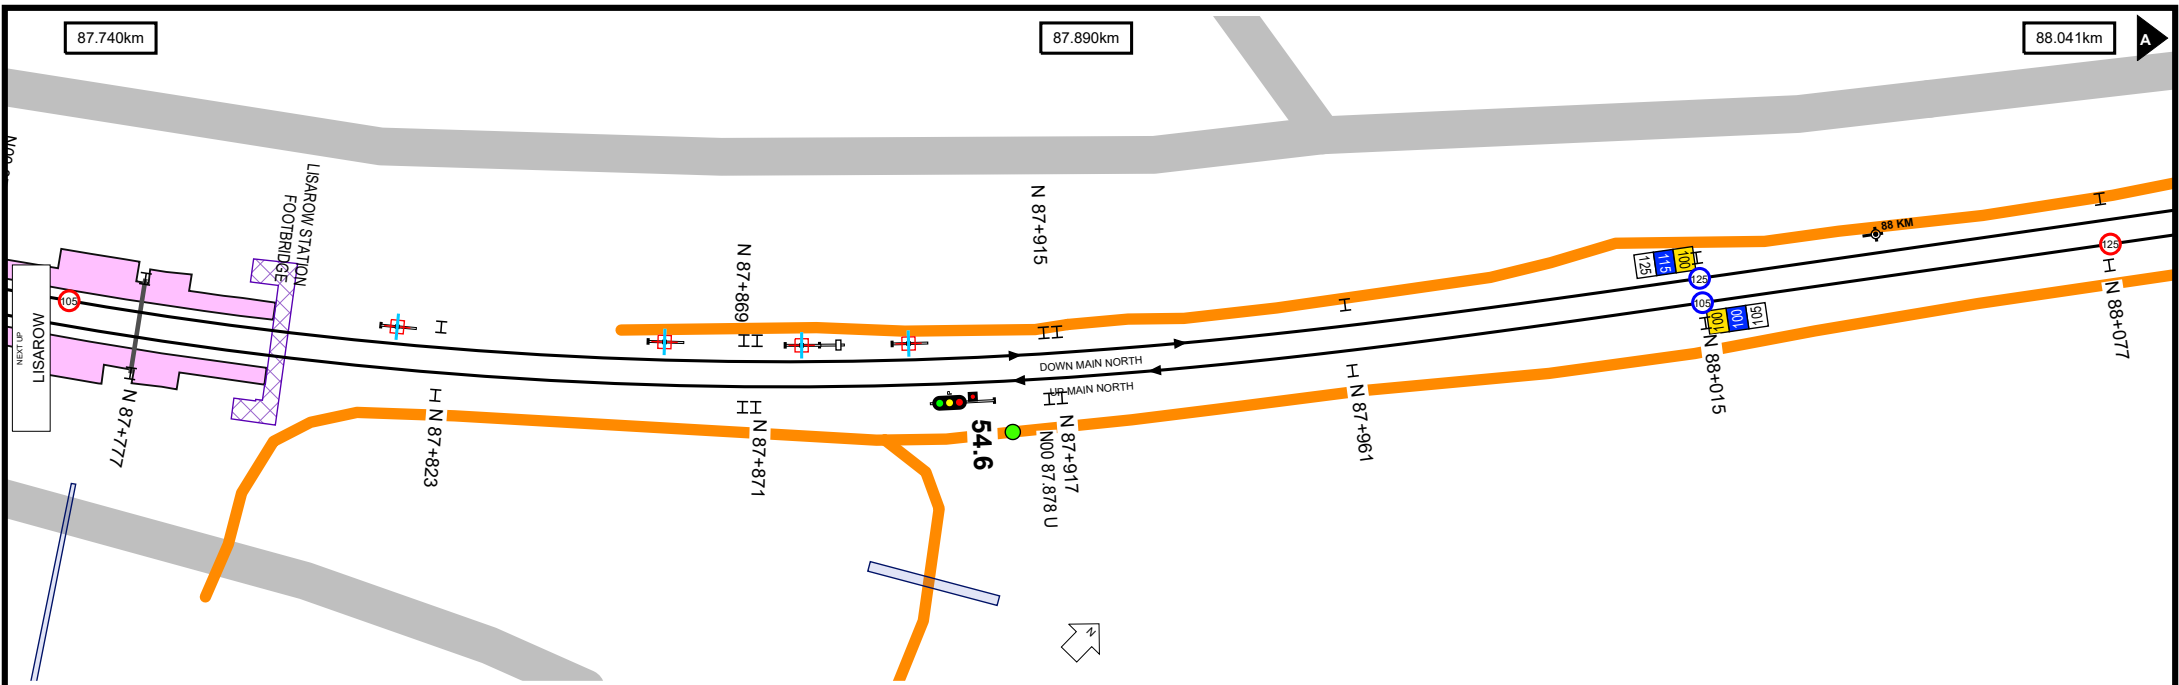 87.740km
87.890km
88.041km
A
LISAROW STATION
FOOTBRIDGE
N 87+915
N 87+869
88 KM
125
115
100
125
125
105
105
NEXT UP
LISAROW
DOWN MAIN NORTH
UP MAIN NORTH
105
100
100
N 88+077
N 88+015
N 87+961
N 87+917
N00 87.878 U
54.6
N 87+871
N 87+823
N 87+777
N